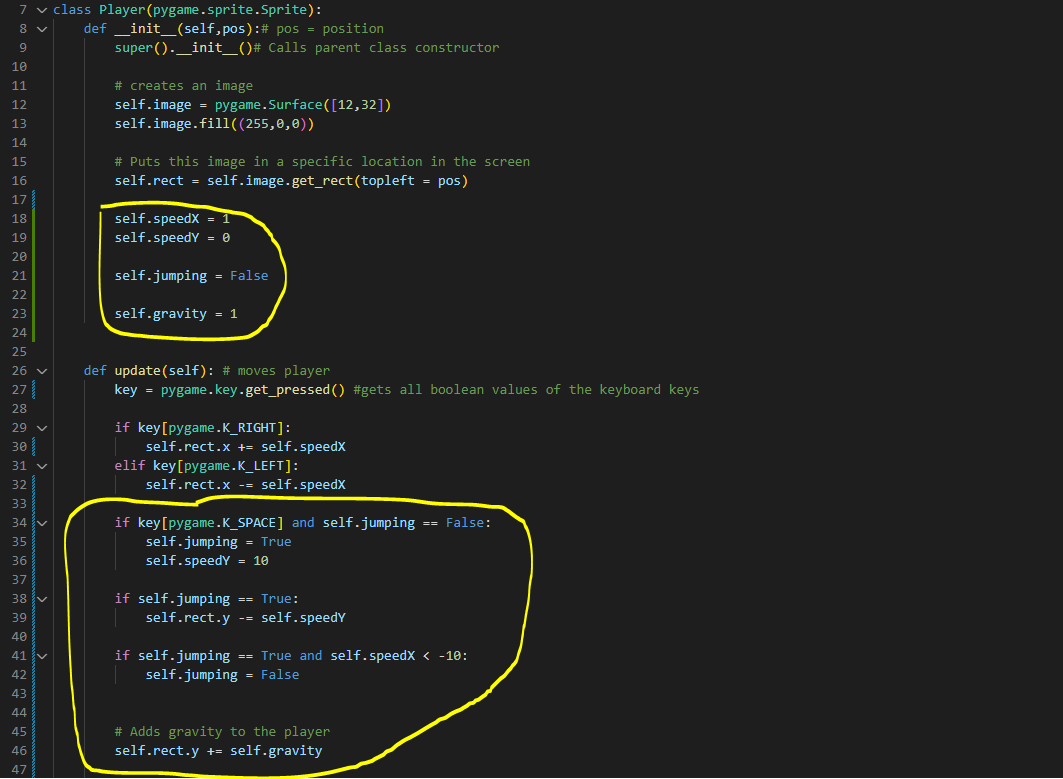 7 class Player(pygame.sprite.Sprite):
8     def __init__(self,pos):# pos = position
9         super().__init__()# Calls parent class constructor
10
11         # creates an image
12         self.image = pygame.Surface([12,32])
13         self.image.fill((255,0,0))
14
15         # Puts this image in a specific location in the screen
16         self.rect = self.image.get_rect(topleft = pos)
17
18         self.speedX = 1
19         self.speedY = 0
20
21         self.jumping = False
22
23         self.gravity = 1
24
25
26     def update(self): # moves player
27         key = pygame.key.get_pressed() #gets all boolean values of the keyboard keys
28
29         if key[pygame.K_RIGHT]:
30             self.rect.x += self.speedX
31         elif key[pygame.K_LEFT]:
32             self.rect.x -= self.speedX
33
34         if key[pygame.K_SPACE] and self.jumping == False:
35             self.jumping = True
36             self.speedY = 10
37
38         if self.jumping == True:
39             self.rect.y -= self.speedY
40
41         if self.jumping == True and self.speedX < -10:
42             self.jumping = False
43
44
45         # Adds gravity to the player
46         self.rect.y += self.gravity
47